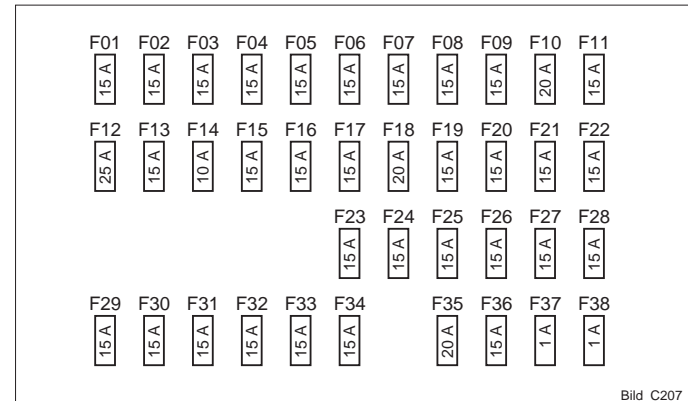 F01 F02 F03 F04 F05 F06 F07 F08 F09 F10 F11
15 A 15 A 15 A 15 A 15 A 15 A 15 A 15 A 15 A 20 A 15 A
F12 F13 F14 F15 F16 F17 F18 F19 F20 F21 F22
25 A 15 A 10 A 15 A 15 A 15 A 20 A 15 A 15 A 15 A 15 A
F23 F24 F25 F26 F27 F28
15 A 15 A 15 A 15 A 15 A 15 A
F29 F30 F31 F32 F33 F34 F35 F36 F37 F38
15 A 15 A 15 A 15 A 15 A 15 A 20 A 15 A 1 A 1 A
Bild C207